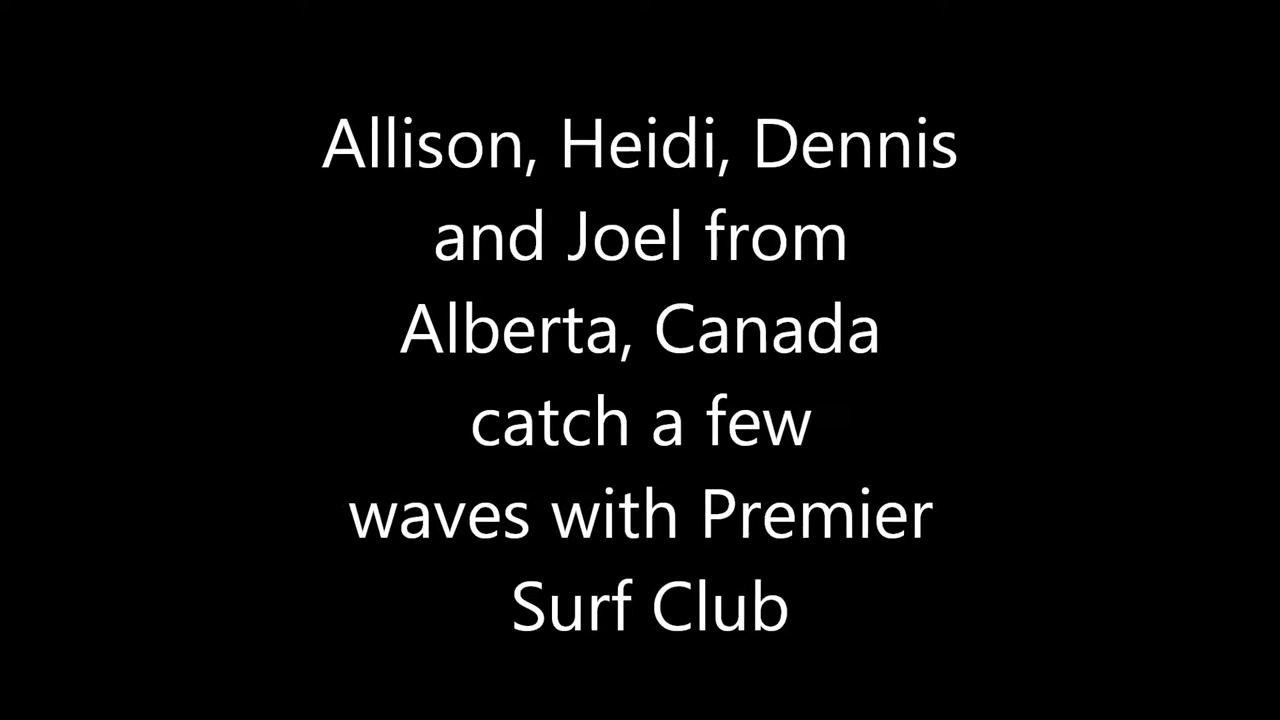 Allison, Heidi, Dennis
and Joel from
Alberta, Canada
catch a few
waves with Premier
Surf Club